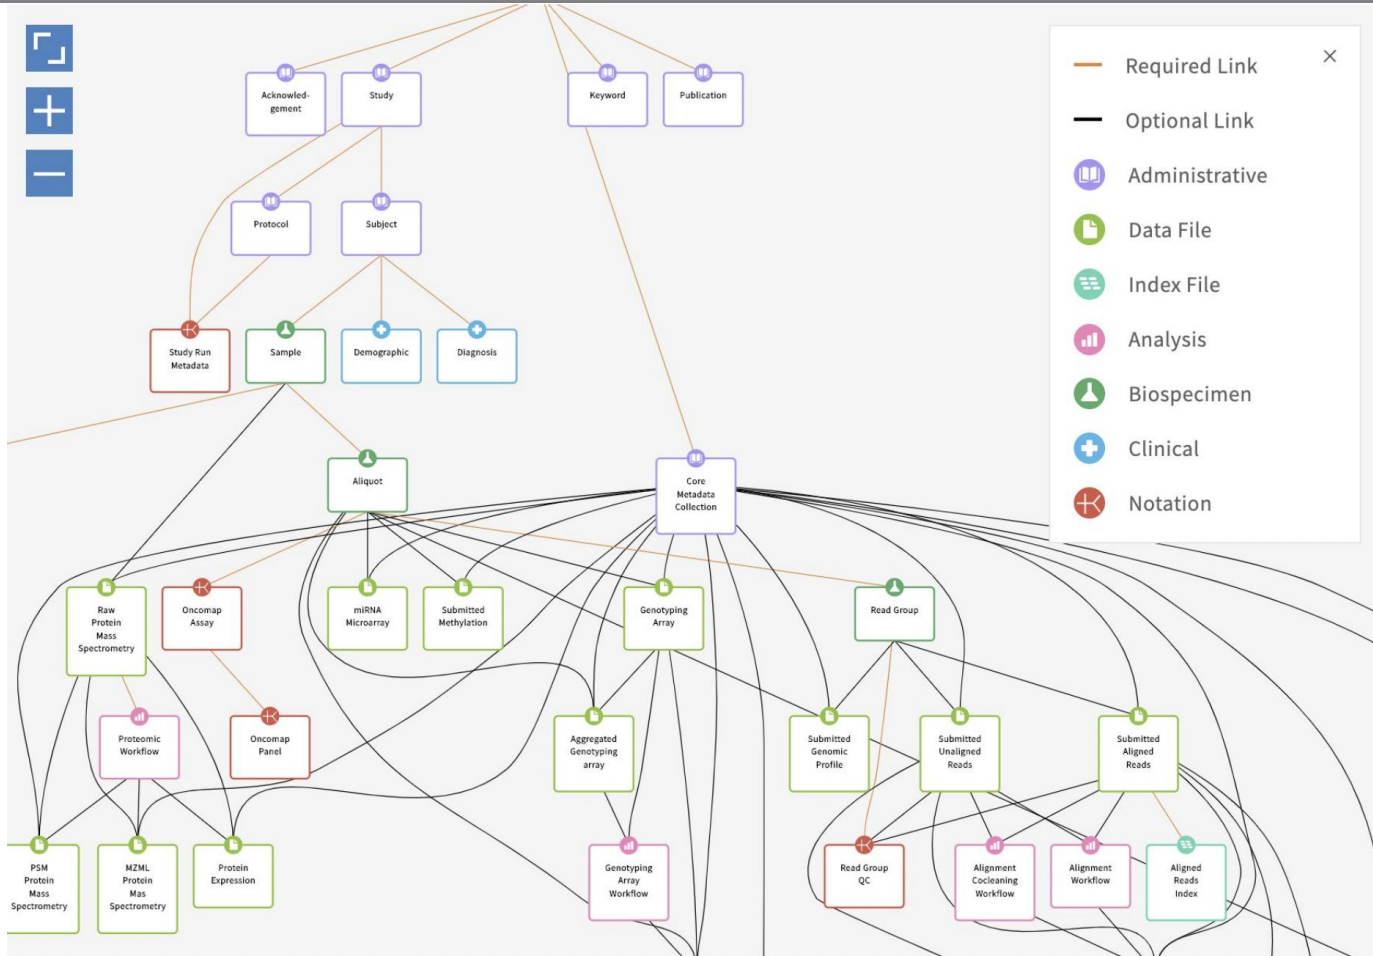 Required Link
Optional Link
Administrative
Data File
Index File
Analysis
Biospecimen
Clinical
Notation
Acknowled-
gement
Study
Keyword
Publication
Protocol
Subject
Study Run
Metadata
Sample
Demographic
Diagnosis
Aliquot
Core
Metadata
Collection
Raw
Protein
Mass
Spectrometry
Oncomap
Assay
miRNA
Microarray
Submitted
Methylation
Genotyping
Array
Read Group
Proteomic
Workflow
Oncomap
Panel
Aggregated
Genotyping
array
Submitted
Genomic
Profile
Submitted
Unaligned
Reads
Submitted
Aligned
Reads
PSM
Protein
Mass
Spectrometry
MZML
Protein
Mas
Spectrometry
Protein
Expression
Genotyping
Array
Workflow
Read Group
QC
Alignment
Cocleaning
Workflow
Alignment
Workflow
Aligned
Reads
Index